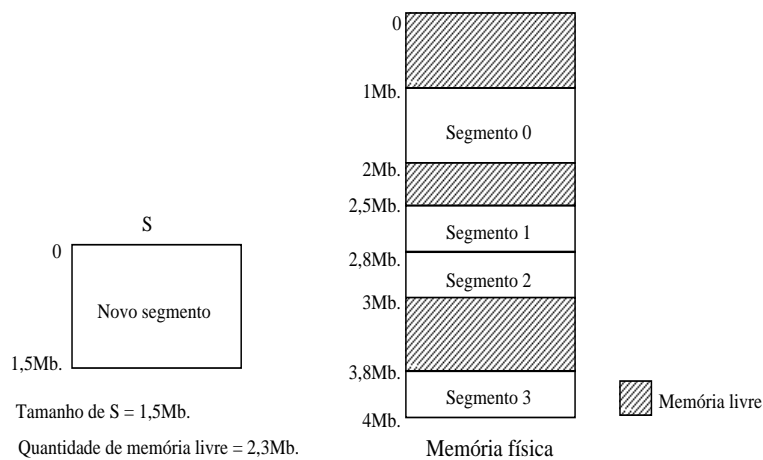 0
1Mb.
Segmento 0
2Mb.
2,5Mb.
S
Segmento 1
0
2,8Mb.
Segmento 2
3Mb.
Novo segmento
1,5Mb.
3,8Mb.
Segmento 3
Memória livre
4Mb.
Tamanho de S = 1,5Mb.
Quantidade de memória livre = 2,3Mb.
Memória física